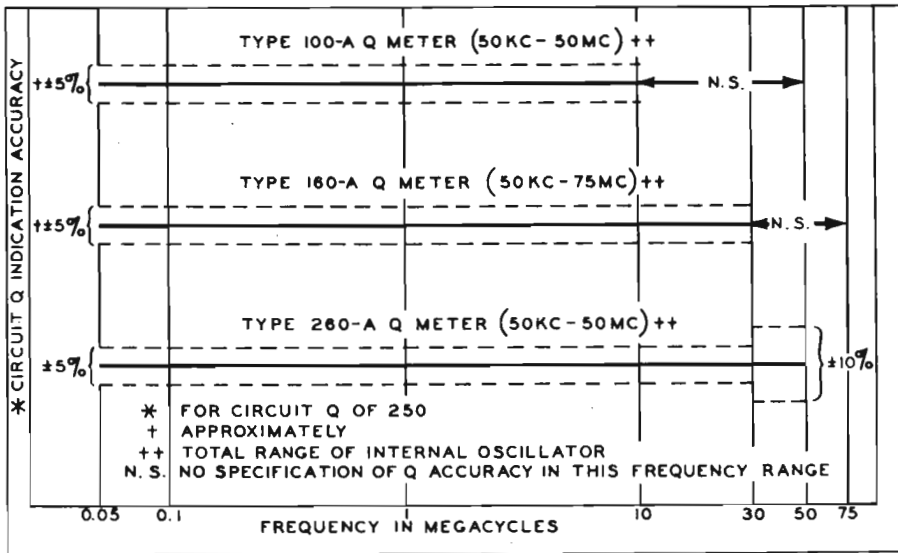 TYPE 100-A Q METER (50KC-50MC)++
†±5%
N.S.
TYPE 160-A Q METER (50KC-75MC)++
†±5%
N.S.
TYPE 260-A Q METER (50KC-50MC)++
±5%
±10%
* CIRCUIT Q INDICATION ACCURACY
* FOR CIRCUIT Q OF 250
† APPROXIMATELY
++ TOTAL RANGE OF INTERNAL OSCILLATOR
N.S. NO SPECIFICATION OF Q ACCURACY IN THIS FREQUENCY RANGE
0.05 0.1 1 10 30 50 75
FREQUENCY IN MEGACYCLES